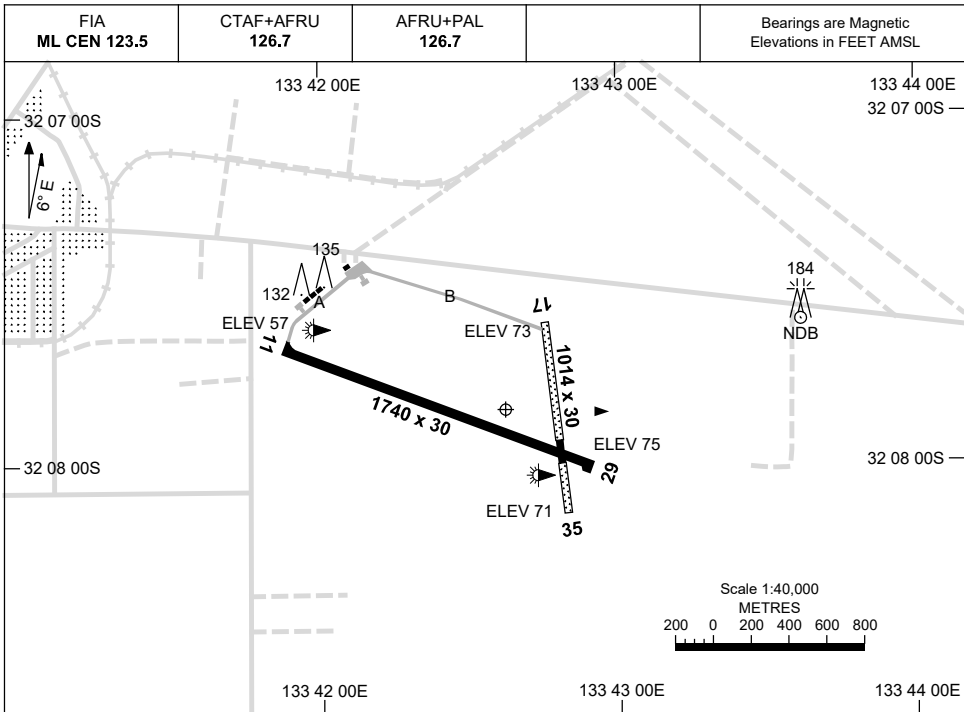 FIA
ML CEN 123.5
CTAF+AFRU
126.7
AFRU+PAL
126.7
Bearings are Magnetic
Elevations in FEET AMSL
133 42 00E
133 43 00E
133 44 00E
32 07 00S
32 07 00S
6° E
135
132
A
ELEV 57
11
B
17
ELEV 73
184
NDB
1014 x 30
1740 x 30
ELEV 75
29
32 08 00S
32 08 00S
ELEV 71
35
Scale 1:40,000
METRES
200 0 200 400 600 800
133 42 00E
133 43 00E
133 44 00E